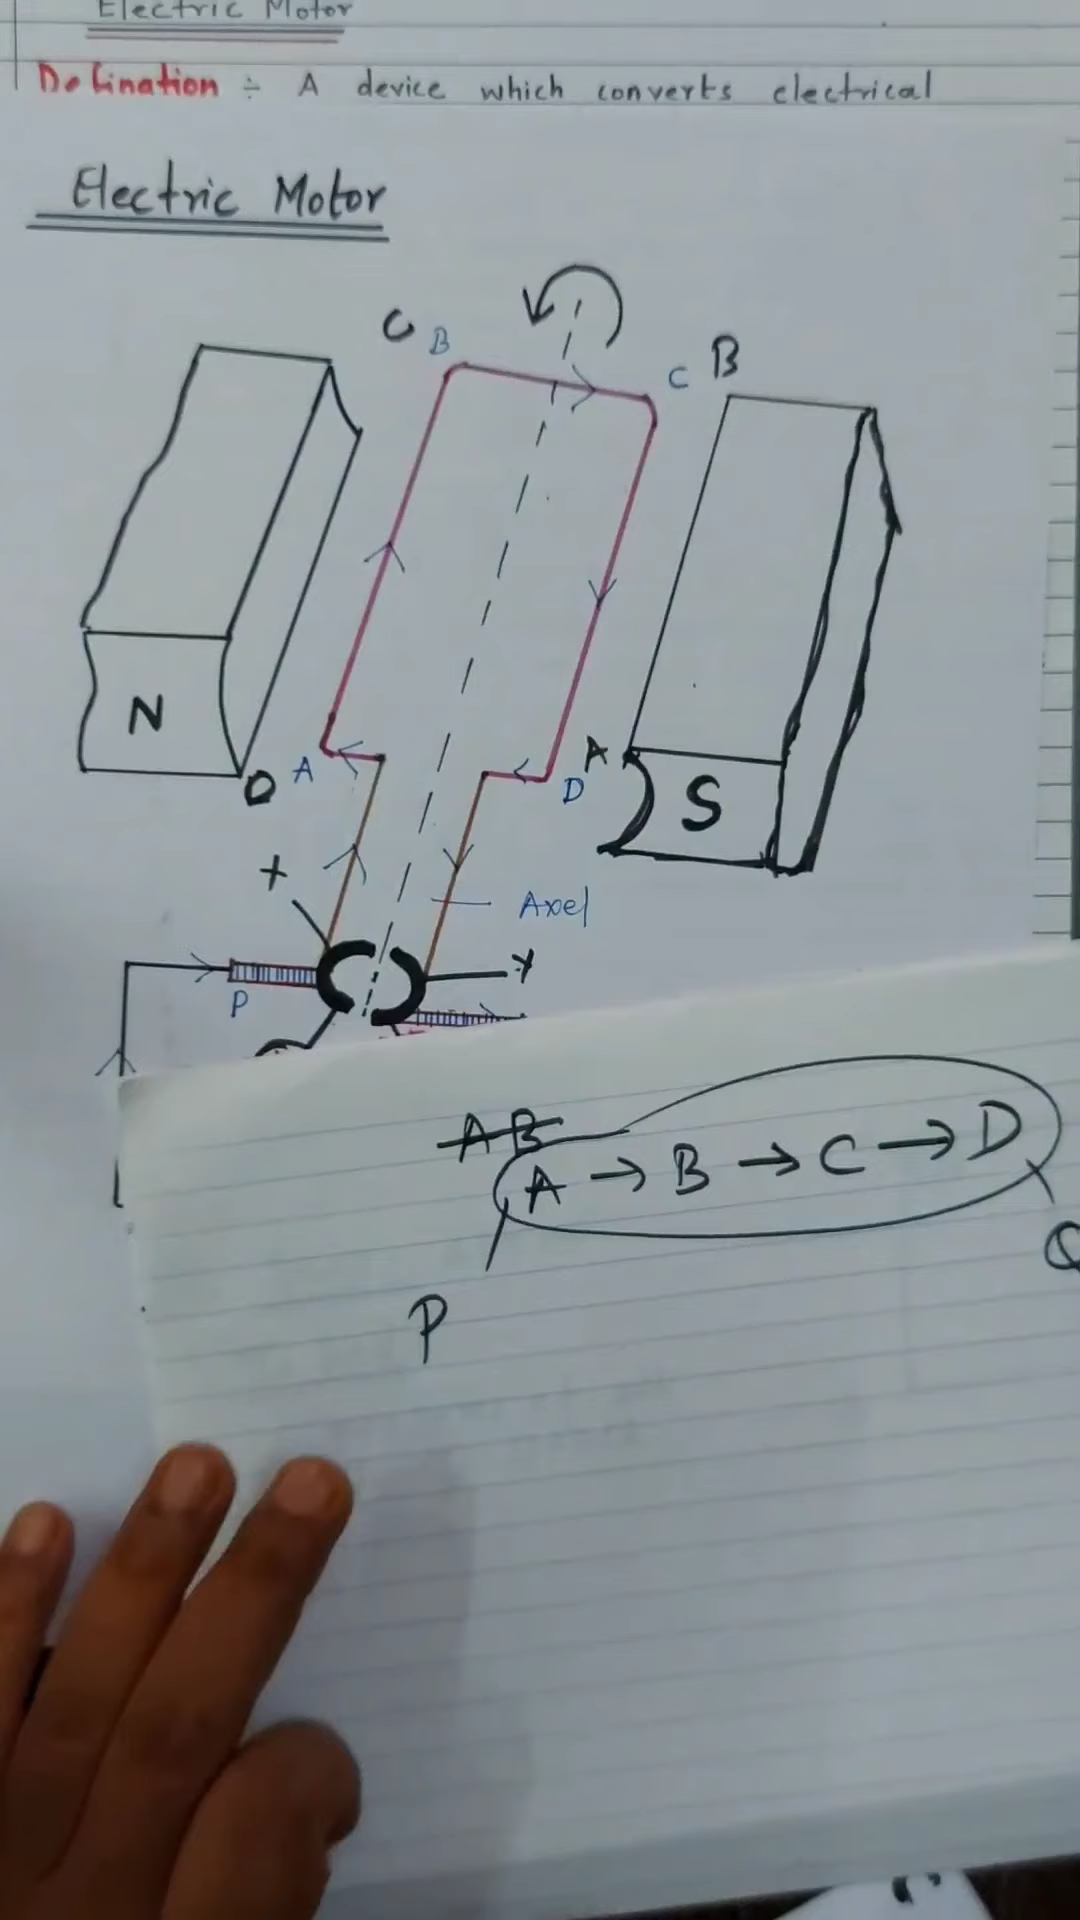 Electric Motor
Defination ÷ A device which converts electrical
Electric Motor
C B
C B
N
D A
A
D
S
X
Axel
Y
P
AB
A → B → C → D
Q
P